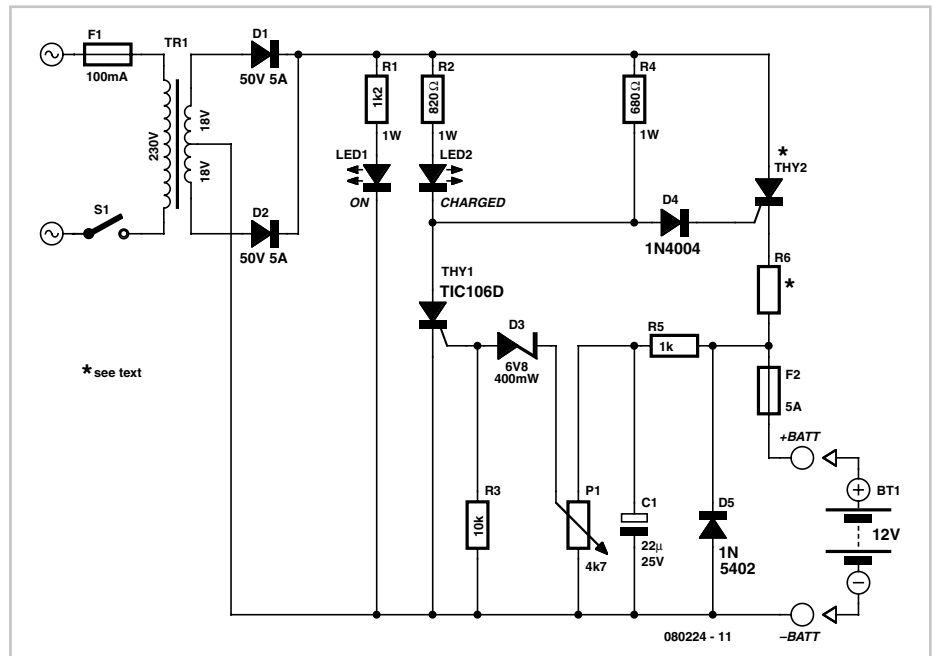 F1
100mA
TR1
230V
18V
18V
S1
D1
50V 5A
D2
50V 5A
R1
1k2
1W
LED1
ON
R2
820Ω
1W
LED2
CHARGED
R4
680Ω
1W
D4
1N4004
*
THY2
R6
*
THY1
TIC106D
D3
6V8
400mW
R5
1k
F2
5A
+BATT
BT1
12V
R3
10k
P1
4k7
C1
22µ
25V
D5
1N
5402
* see text
080224 - 11
–BATT